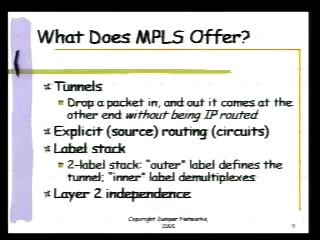 What Does MPLS Offer?
Tunnels
Drop a packet in, and out it comes at the
other end without being IP routed
Explicit (source) routing (circuits)
Label stack
2-label stack: "outer" label defines the
tunnel; "inner" label demultiplexes
Layer 2 independence
Copyright Juniper Networks,
2001